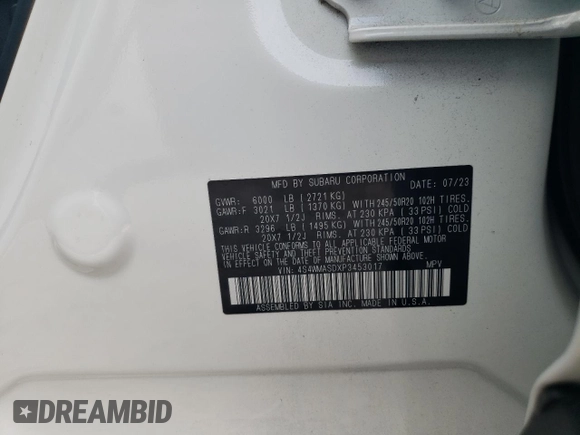 MFD BY SUBARU CORPORATION DATE: 07/23
GVWR: 6000 LB (2721 KG)
GAWR:F 3021 LB (1370 KG) WITH 245/50R20 102H TIRES.
20X7 1/2J RIMS. AT 230 KPA (33 PSI) COLD
GAWR:R 3296 LB (1495 KG) WITH 245/50R20 102H TIRES.
20X7 1/2J RIMS. AT 230 KPA (33 PSI) COLD
THIS VEHICLE CONFORMS TO ALL APPLICABLE FEDERAL MOTOR
VEHICLE SAFETY AND THEFT PREVENTION STANDARDS
IN EFFECT ON THE DATE OF MANUFACTURE SHOWN ABOVE.
VIN: 4S4WMASDXP3453017 MPV
ASSEMBLED BY SIA INC. MADE IN U.S.A.
DREAMBID